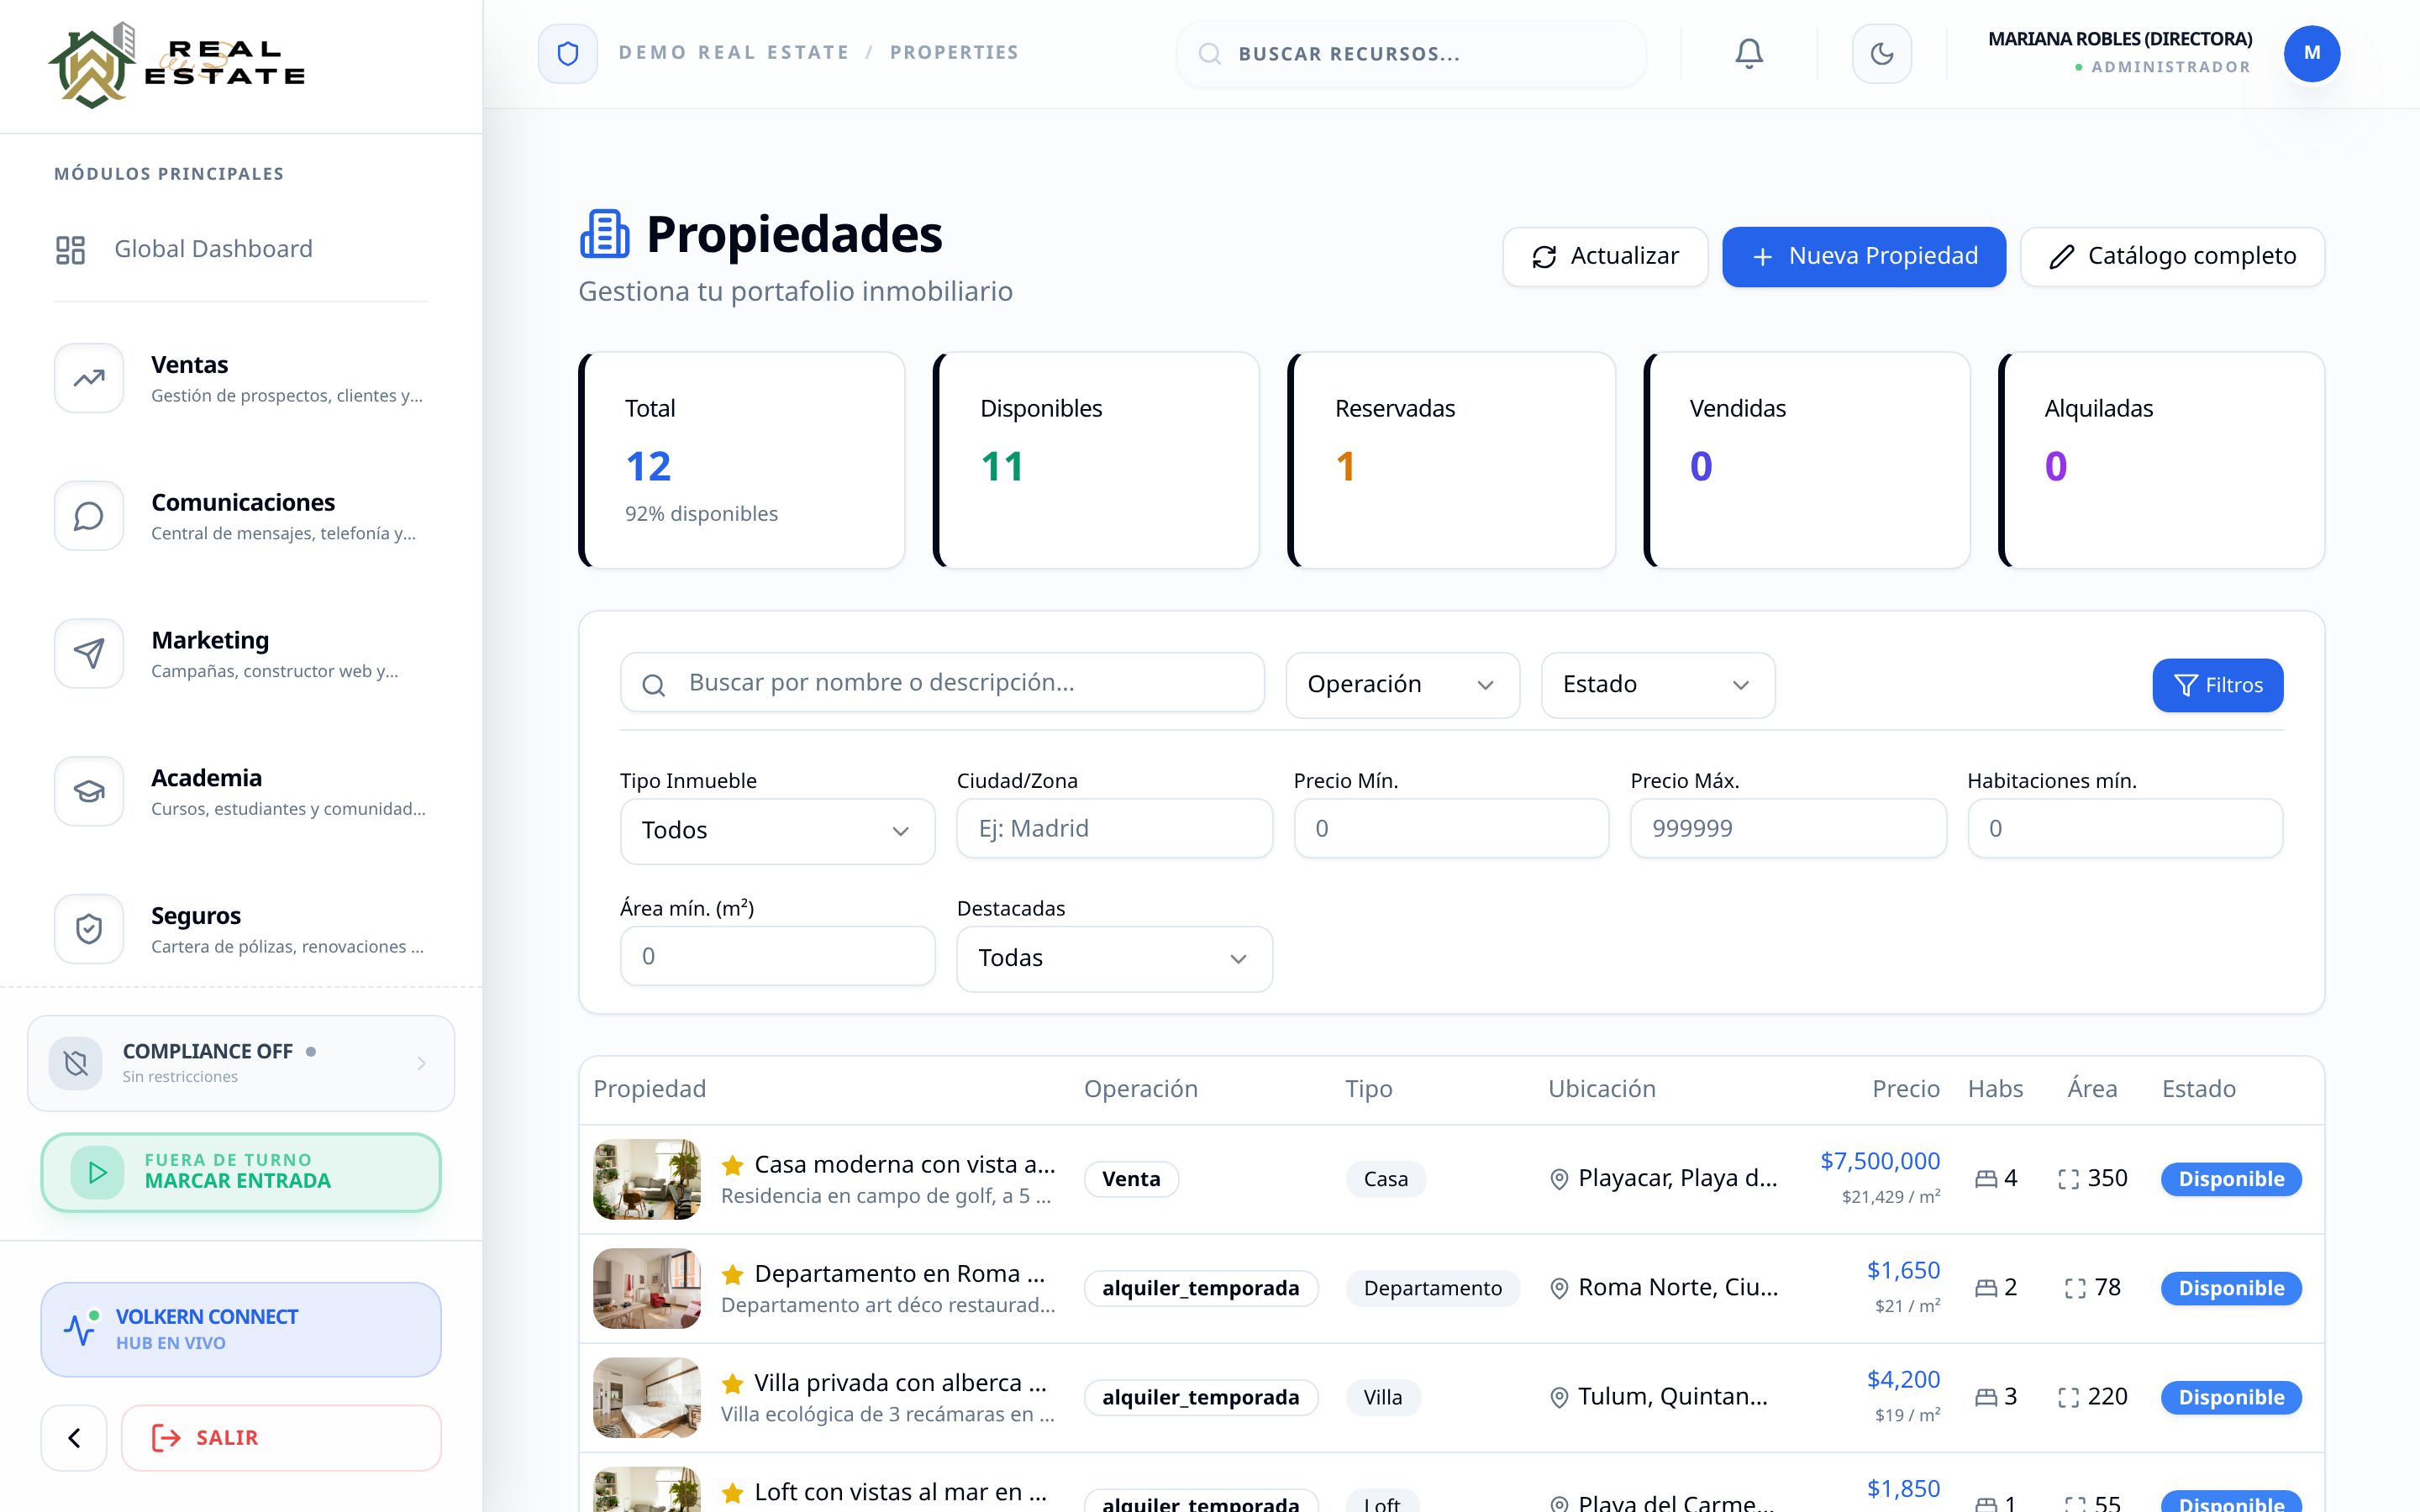 REAL
ESTATE
DEMO REAL ESTATE / PROPERTIES
BUSCAR RECURSOS...
MARIANA ROBLES (DIRECTORA)
ADMINISTRADOR
M
MÓDULOS PRINCIPALES
Global Dashboard
Ventas
Gestión de prospectos, clientes y...
Comunicaciones
Central de mensajes, telefonía y...
Marketing
Campañas, constructor web y...
Academia
Cursos, estudiantes y comunidad...
Seguros
Cartera de pólizas, renovaciones ...
COMPLIANCE OFF
Sin restricciones
FUERA DE TURNO
MARCAR ENTRADA
VOLKERN CONNECT
HUB EN VIVO
SALIR
Propiedades
Gestiona tu portafolio inmobiliario
Actualizar
Nueva Propiedad
Catálogo completo
Total
12
92% disponibles
Disponibles
11
Reservadas
1
Vendidas
0
Alquiladas
0
Buscar por nombre o descripción...
Operación
Estado
Filtros
Tipo Inmueble
Todos
Ciudad/Zona
Ej: Madrid
Precio Mín.
0
Precio Máx.
999999
Habitaciones mín.
0
Área mín. (m²)
0
Destacadas
Todas
Propiedad Operación Tipo Ubicación Precio Habs Área Estado
Casa moderna con vista a... Venta Casa Playacar, Playa d... $7,500,000 4 350 Disponible
Residencia en campo de golf, a 5 ... $21,429 / m²
Departamento en Roma ... alquiler_temporada Departamento Roma Norte, Ciu... $1,650 2 78 Disponible
Departamento art déco restaurad... $21 / m²
Villa privada con alberca ... alquiler_temporada Villa Tulum, Quintan... $4,200 3 220 Disponible
Villa ecológica de 3 recámaras en ... $19 / m²
Loft con vistas al mar en ... alquiler_temporada Loft Playa del Carme... $1,850 1 55 Disponible